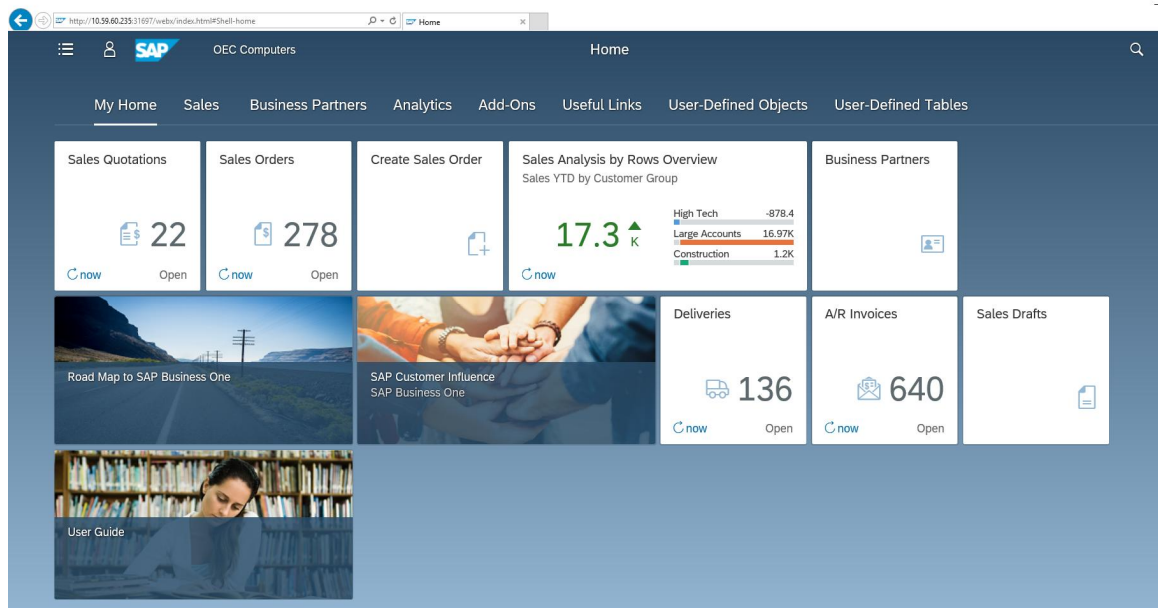 http://10.59.60.235:31697/webx/index.html#Shell-home
Home
SAP
OEC Computers
Home
My Home
Sales
Business Partners
Analytics
Add-Ons
Useful Links
User-Defined Objects
User-Defined Tables
Sales Quotations
22
now
Open
Sales Orders
278
now
Open
Create Sales Order
Sales Analysis by Rows Overview
Sales YTD by Customer Group
17.3
K
High Tech -878.4
Large Accounts 16.97K
Construction 1.2K
now
Business Partners
Road Map to SAP Business One
SAP Customer Influence
SAP Business One
Deliveries
136
now
Open
A/R Invoices
640
now
Open
Sales Drafts
User Guide